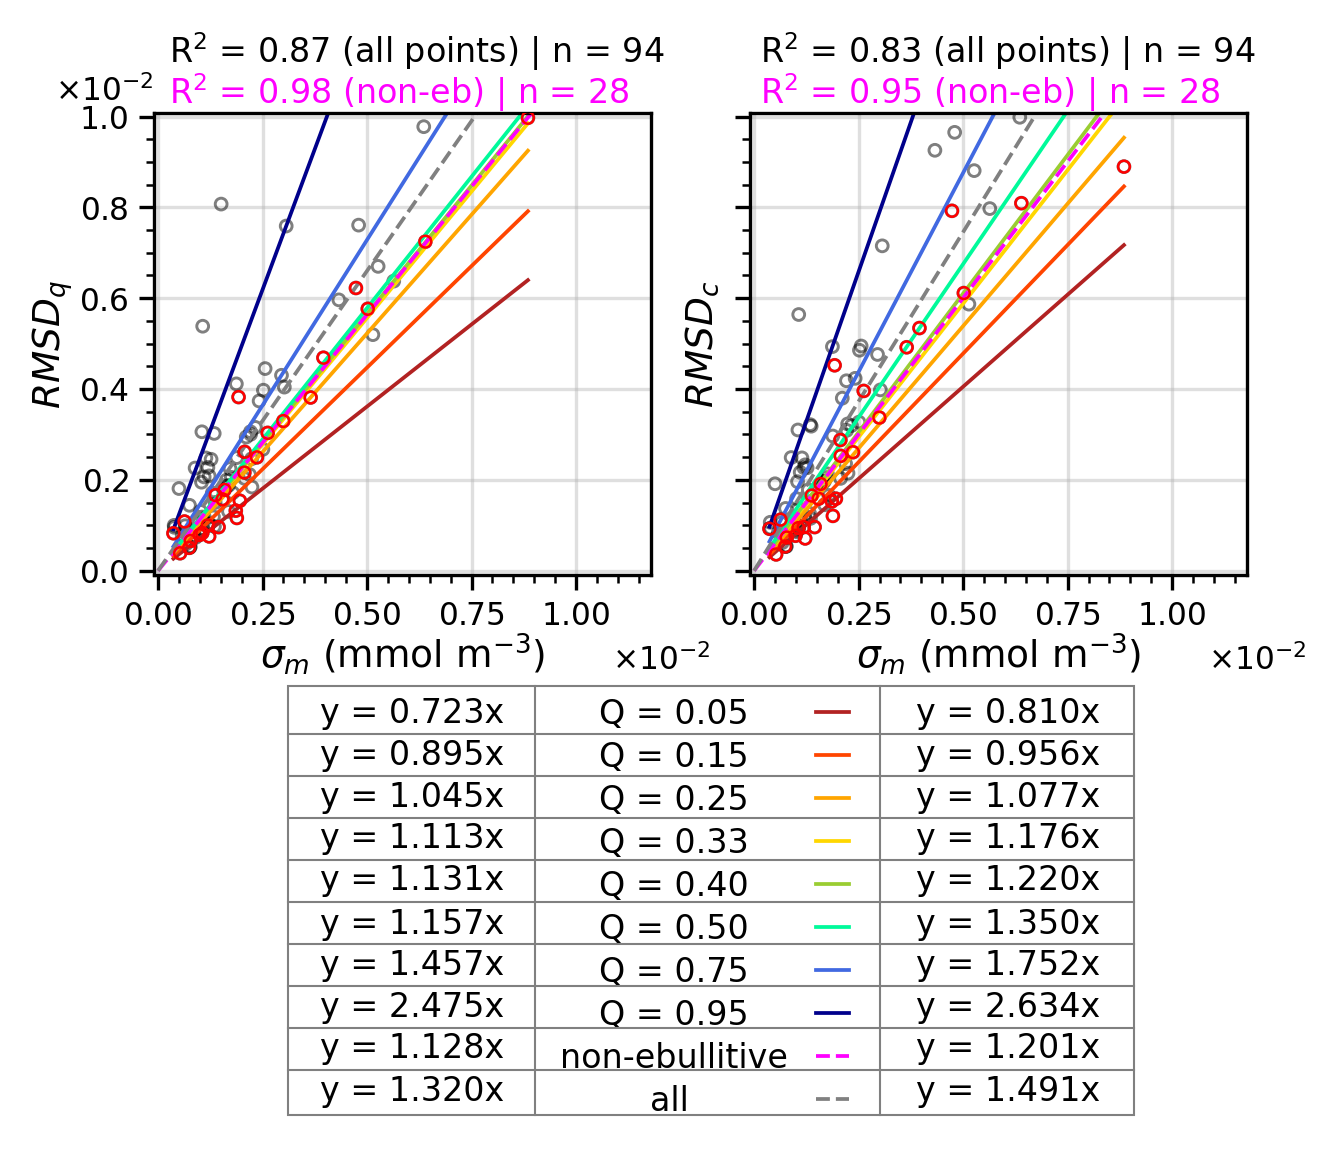 R² = 0.87 (all points) | n = 94
R² = 0.98 (non-eb) | n = 28
×10⁻²
1.0
0.8
0.6
0.4
0.2
0.0
RMSD_q
0.00 0.25 0.50 0.75 1.00
σ_m (mmol m⁻³)
×10⁻²
R² = 0.83 (all points) | n = 94
R² = 0.95 (non-eb) | n = 28
RMSD_c
0.00 0.25 0.50 0.75 1.00
σ_m (mmol m⁻³)
×10⁻²
y = 0.723x Q = 0.05 y = 0.810x
y = 0.895x Q = 0.15 y = 0.956x
y = 1.045x Q = 0.25 y = 1.077x
y = 1.113x Q = 0.33 y = 1.176x
y = 1.131x Q = 0.40 y = 1.220x
y = 1.157x Q = 0.50 y = 1.350x
y = 1.457x Q = 0.75 y = 1.752x
y = 2.475x Q = 0.95 y = 2.634x
y = 1.128x non-ebullitive y = 1.201x
y = 1.320x all y = 1.491x